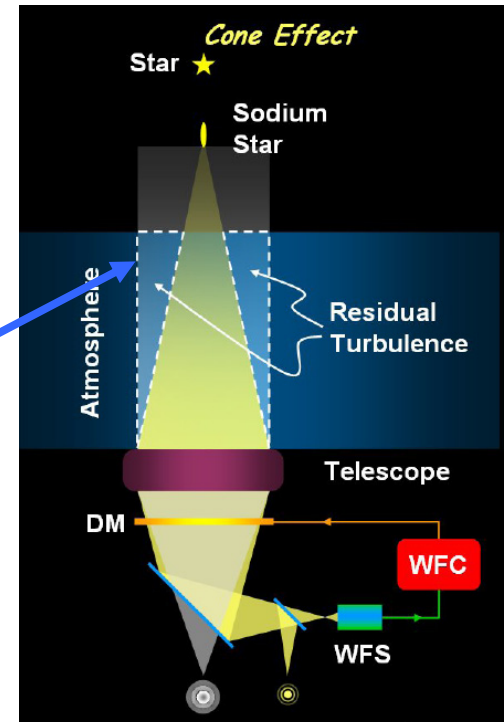 Cone Effect
Star
Sodium
Star
Atmosphere
Residual
Turbulence
Telescope
DM
WFC
WFS